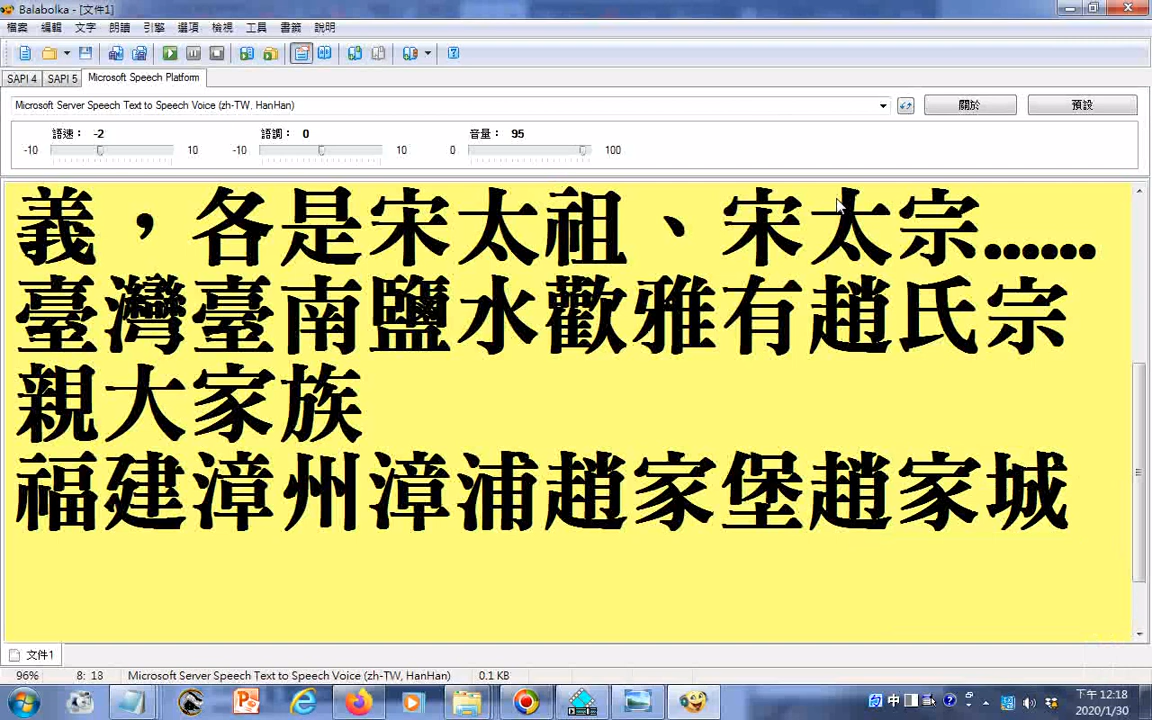 Balabolka - [文件1]
檔案 編輯 文字 朗讀 引擎 選項 檢視 工具 書籤 說明
SAPI 4 SAPI 5 Microsoft Speech Platform
Microsoft Server Speech Text to Speech Voice (zh-TW, HanHan) 關於 預設
語速： -2 語調： 0 音量： 95
-10 10 -10 10 0 100
義，各是宋太祖、宋太宗......
臺灣臺南鹽水歡雅有趙氏宗
親大家族
福建漳州漳浦趙家堡趙家城
文件1
96% 8: 13 Microsoft Server Speech Text to Speech Voice (zh-TW, HanHan) 0.1 KB
中
下午 12:18
2020/1/30